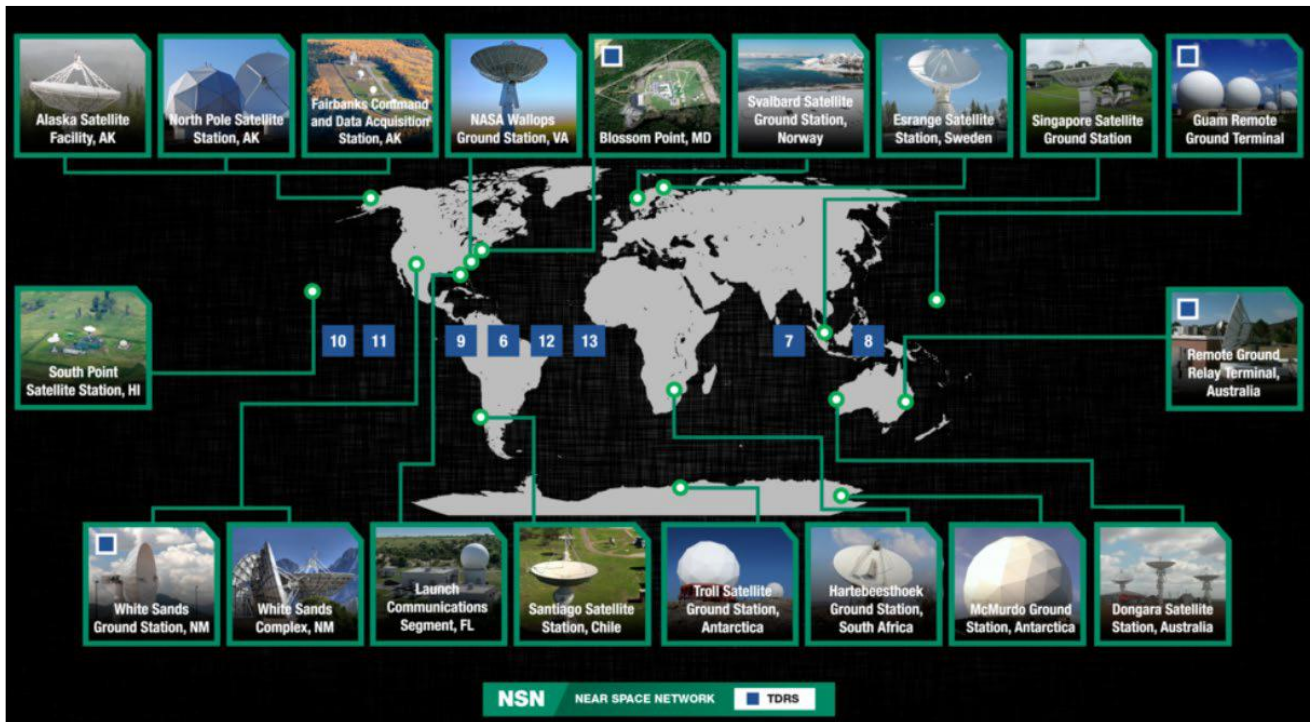 Alaska Satellite
Facility, AK
North Pole Satellite
Station, AK
Fairbanks Command
and Data Acquisition
Station, AK
NASA Wallops
Ground Station, VA
Blossom Point, MD
Svalbard Satellite
Ground Station,
Norway
Esrange Satellite
Station, Sweden
Singapore Satellite
Ground Station
Guam Remote
Ground Terminal
South Point
Satellite Station, HI
10
11
9
6
12
13
7
8
Remote Ground
Relay Terminal,
Australia
White Sands
Ground Station, NM
White Sands
Complex, NM
Launch
Communications
Segment, FL
Santiago Satellite
Station, Chile
Troll Satellite
Ground Station,
Antarctica
Hartebeesthoek
Ground Station,
South Africa
McMurdo Ground
Station, Antarctica
Dongara Satellite
Station, Australia
NSN NEAR SPACE NETWORK TDRS